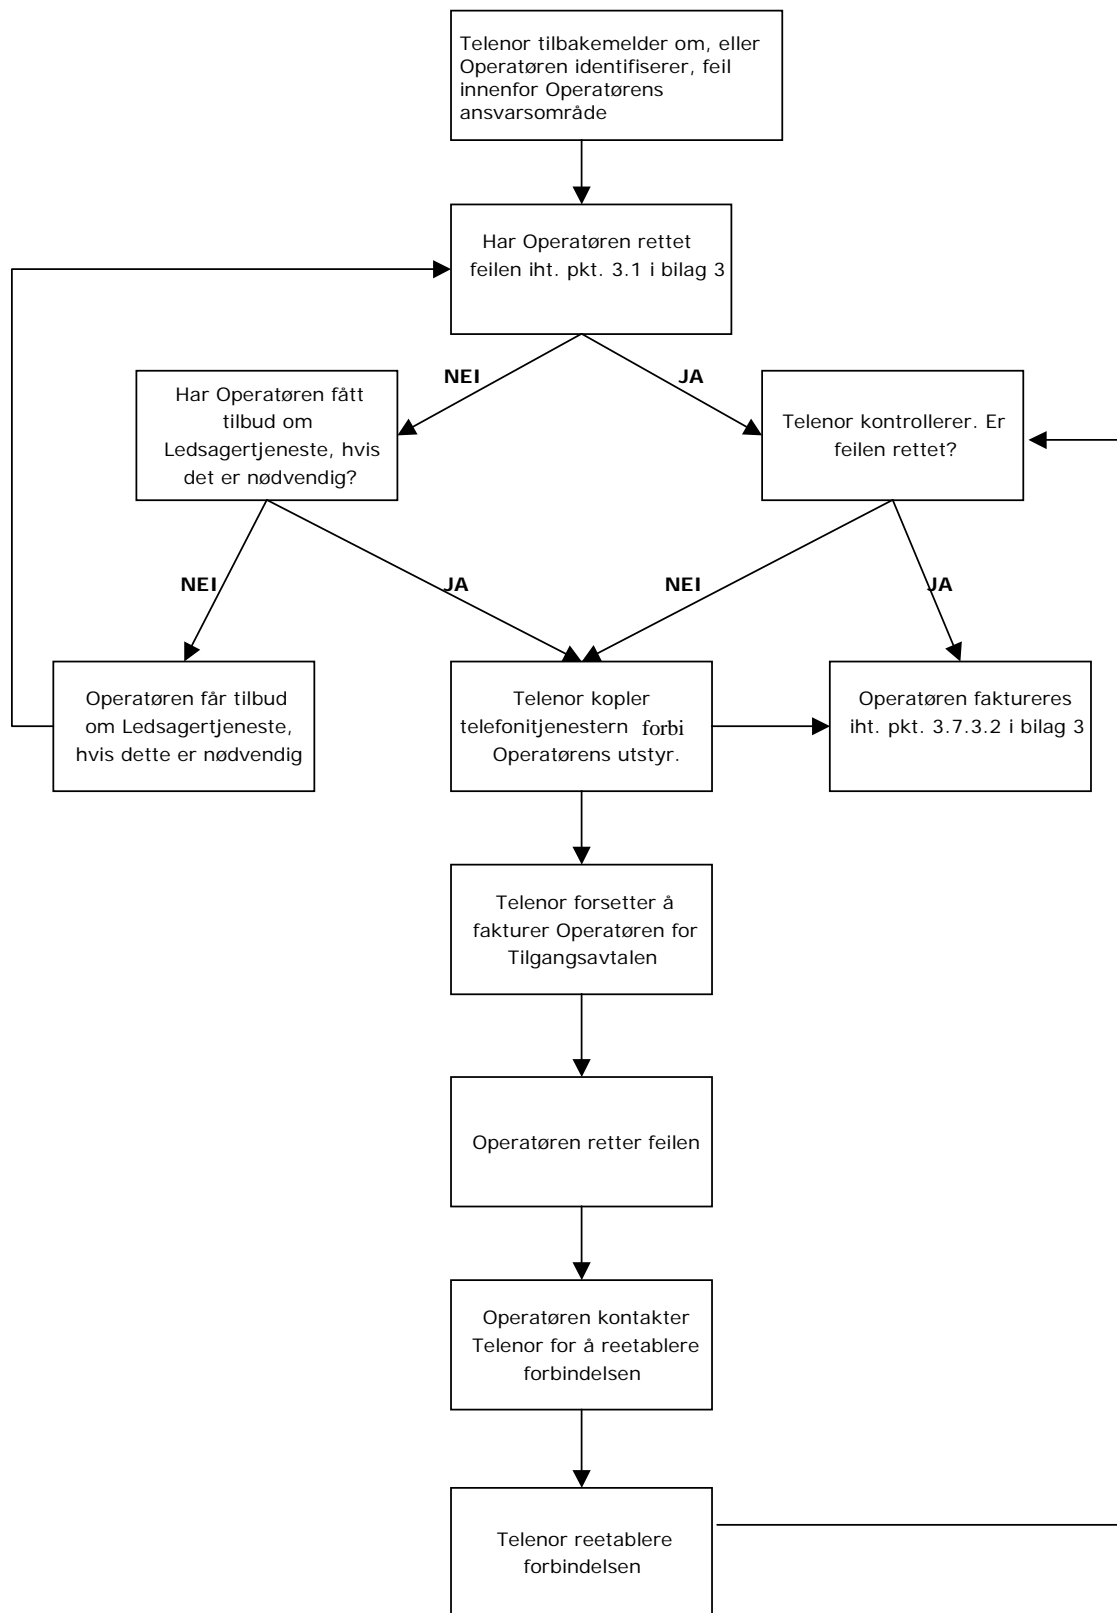 Telenor tilbakemelder om, eller
Operatøren identifiserer, feil
innenfor Operatørens
ansvarsområde
Har Operatøren rettet
feilen iht. pkt. 3.1 i bilag 3
NEI
JA
Har Operatøren fått
tilbud om
Ledsagertjeneste, hvis
det er nødvendig?
Telenor kontrollerer. Er
feilen rettet?
NEI
JA
NEI
JA
Operatøren får tilbud
om Ledsagertjeneste,
hvis dette er nødvendig
Telenor kopler
telefonitjenestern forbi
Operatørens utstyr.
Operatøren faktureres
iht. pkt. 3.7.3.2 i bilag 3
Telenor forsetter å
fakturer Operatøren for
Tilgangsavtalen
Operatøren retter feilen
Operatøren kontakter
Telenor for å reetablere
forbindelsen
Telenor reetablere
forbindelsen